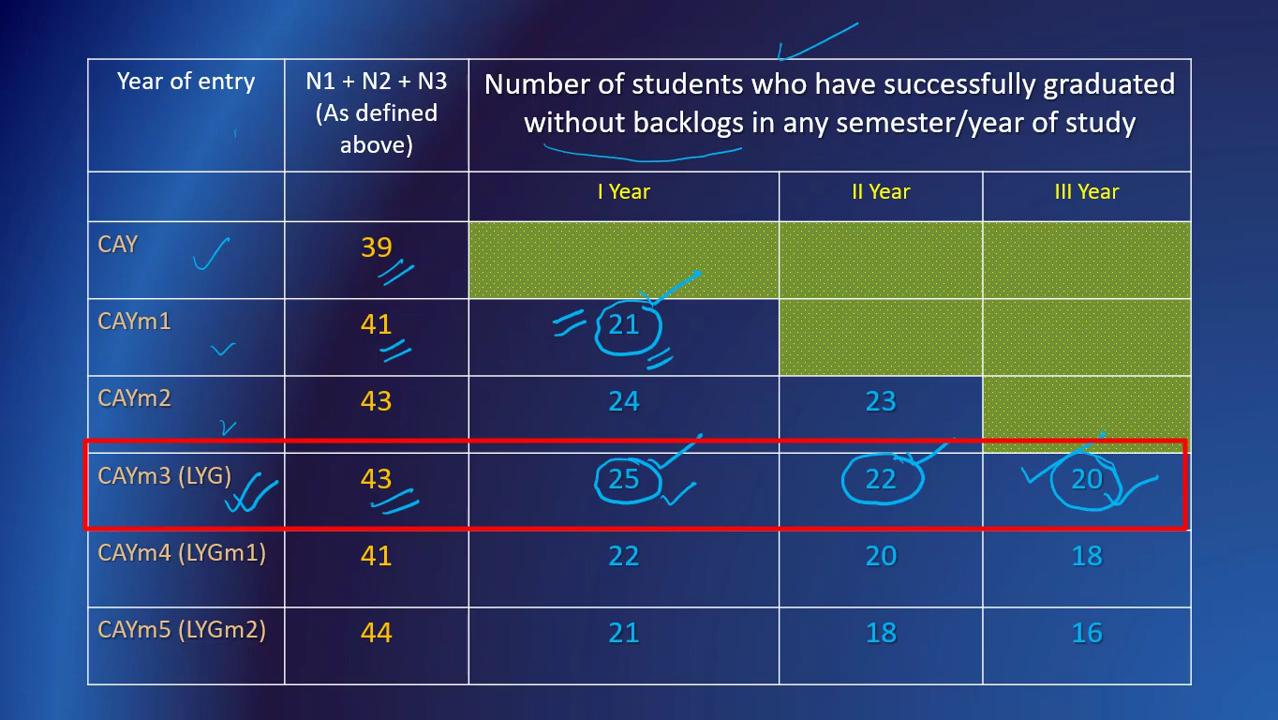 Year of entry
N1 + N2 + N3
(As defined
above)
Number of students who have successfully graduated
without backlogs in any semester/year of study
I Year
II Year
III Year
CAY
39
CAYm1
41
21
CAYm2
43
24
23
CAYm3 (LYG)
43
25
22
20
CAYm4 (LYGm1)
41
22
20
18
CAYm5 (LYGm2)
44
21
18
16